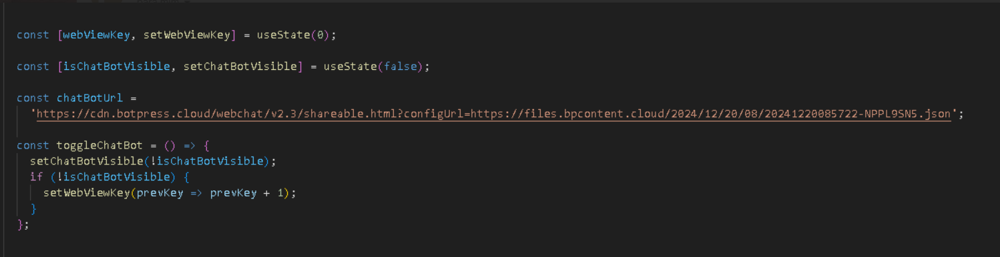 const [webViewKey, setWebViewKey] = useState(0);
const [isChatBotVisible, setChatBotVisible] = useState(false);
const chatBotUrl =
'https://cdn.botpress.cloud/webchat/v2.3/shareable.html?configUrl=https://files.bpcontent.cloud/2024/12/20/08/20241220085722-NPPL9SN5.json';
const toggleChatBot = () => {
setChatBotVisible(!isChatBotVisible);
if (!isChatBotVisible) {
setWebViewKey(prevKey => prevKey + 1);
}
};